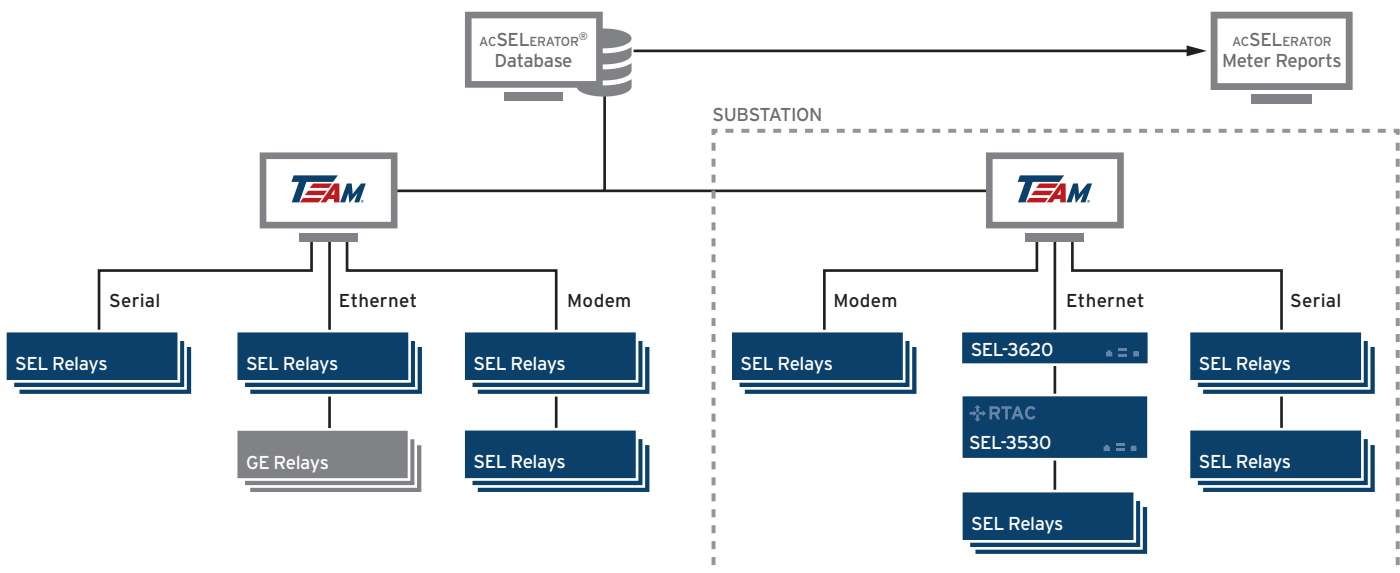 ACSELERATOR®
Database
ACSELERATOR
Meter Reports
SUBSTATION
TEAM®
TEAM®
Serial
Ethernet
Modem
Modem
Ethernet
Serial
SEL Relays
SEL Relays
SEL Relays
SEL Relays
SEL-3620
SEL Relays
RTAC
SEL-3530
GE Relays
SEL Relays
SEL Relays
SEL Relays